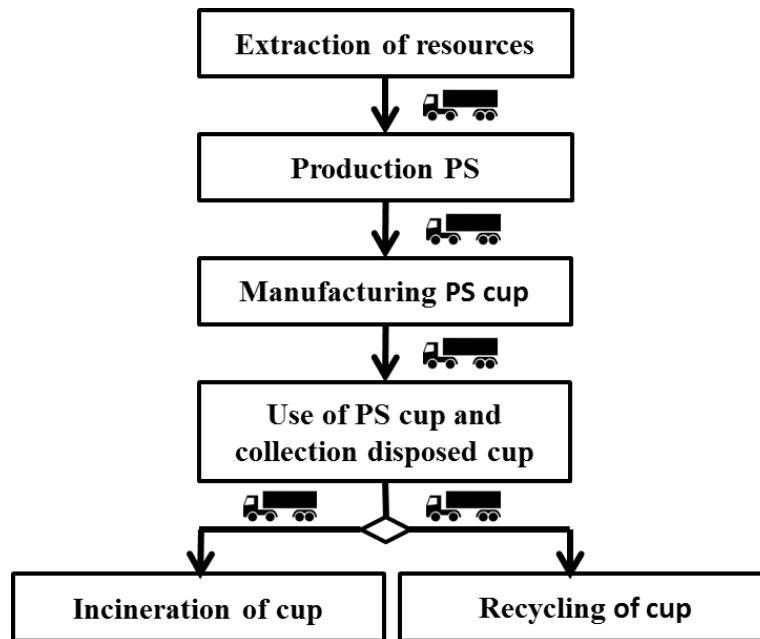 Extraction of resources
Production PS
Manufacturing PS cup
Use of PS cup and
collection disposed cup
Incineration of cup
Recycling of cup